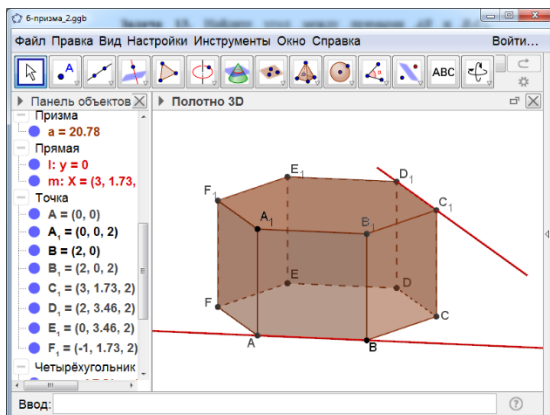 6-призма_2.ggb
Файл Правка Вид Настройки Инструменты Окно Справка Войти...
ABC
Панель объектов
Полотно 3D
Призма
a = 20.78
Прямая
l: y = 0
m: X = (3, 1.73,
Точка
A = (0, 0)
A₁ = (0, 0, 2)
B = (2, 0)
B₁ = (2, 0, 2)
C₁ = (3, 1.73, 2)
D₁ = (2, 3.46, 2)
E₁ = (0, 3.46, 2)
F₁ = (-1, 1.73, 2)
Четырёхугольник
E₁
D₁
F₁
C₁
A₁
B₁
E
D
F
C
A
B
Ввод: